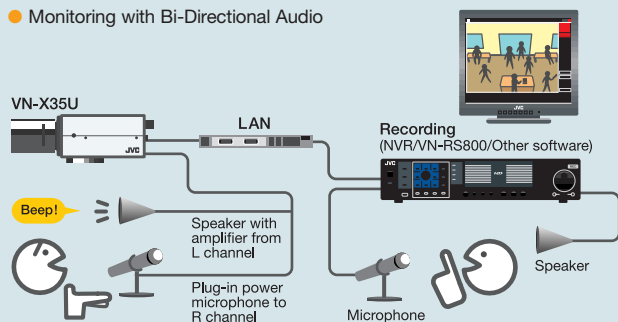 Monitoring with Bi-Directional Audio
VN-X35U
LAN
JVC
Recording
(NVR/VN-RS800/Other software)
JVC
JVC
Beep!
Speaker with
amplifier from
L channel
Plug-in power
microphone to
R channel
Microphone
Speaker